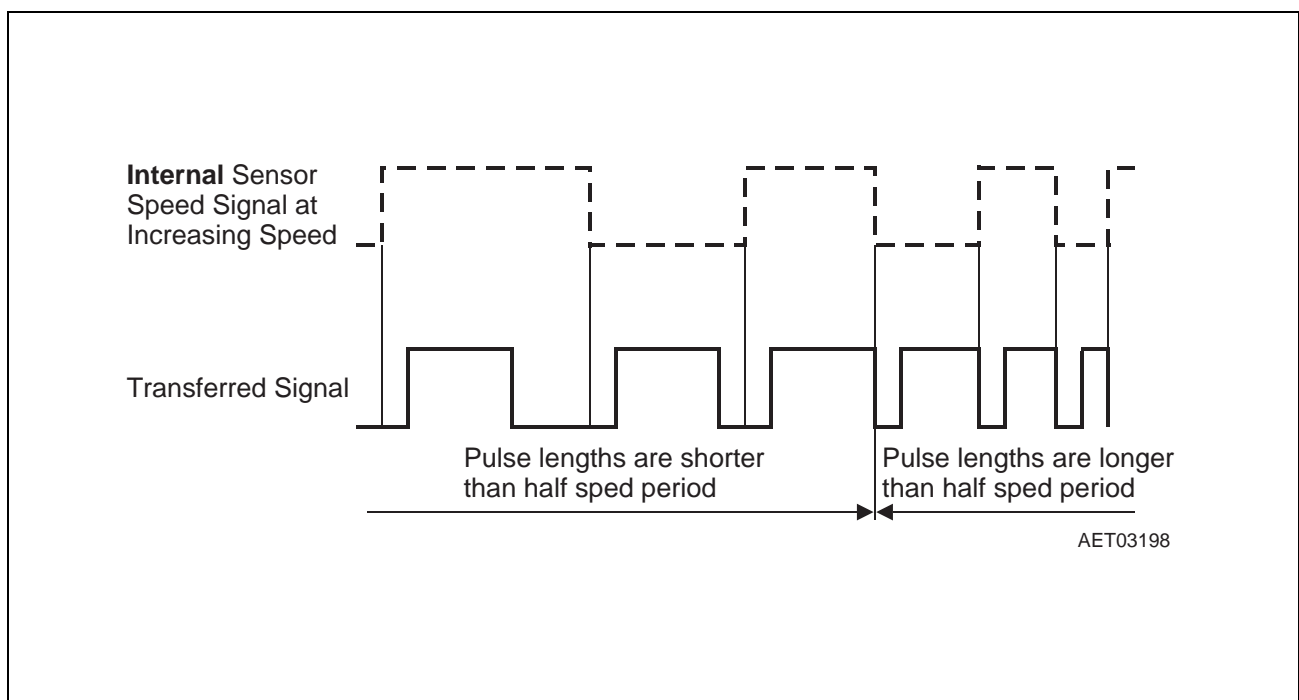 Internal Sensor
Speed Signal at
Increasing Speed
Transferred Signal
Pulse lengths are shorter
than half sped period
Pulse lengths are longer
than half sped period
AET03198